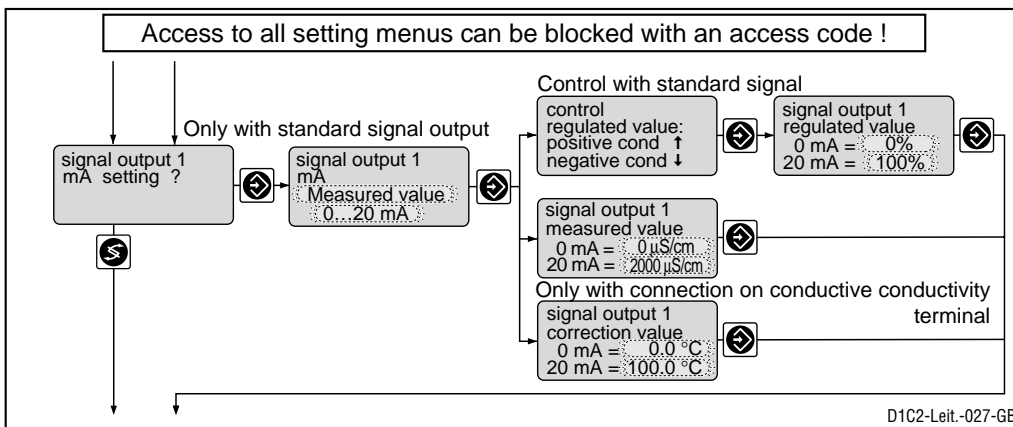 Access to all setting menus can be blocked with an access code !
Control with standard signal
Only with standard signal output
signal output 1
mA setting ?
signal output 1
mA
Measured value
0...20 mA
control
regulated value:
positive cond ↑
negative cond ↓
signal output 1
regulated value
0 mA = 0%
20 mA = 100%
signal output 1
measured value
0 mA = 0 µS/cm
20 mA = 2000 µS/cm
Only with connection on conductive conductivity
terminal
signal output 1
correction value
0 mA = 0.0 °C
20 mA = 100.0 °C
D1C2-Leit.-027-GB